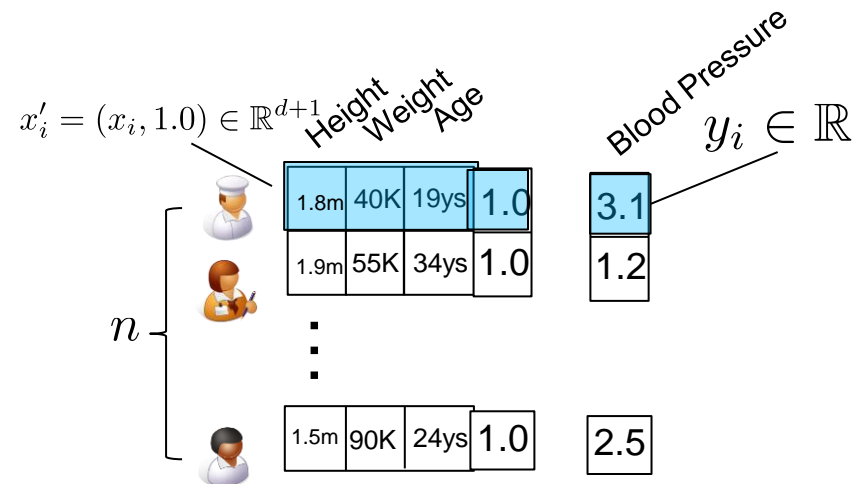 Height Weight Age
Blood Pressure
x'_i = (x_i, 1.0) ∈ ℝ^{d+1}
y_i ∈ ℝ
1.8m 40K 19ys 1.0 3.1
1.9m 55K 34ys 1.0 1.2
n
1.5m 90K 24ys 1.0 2.5